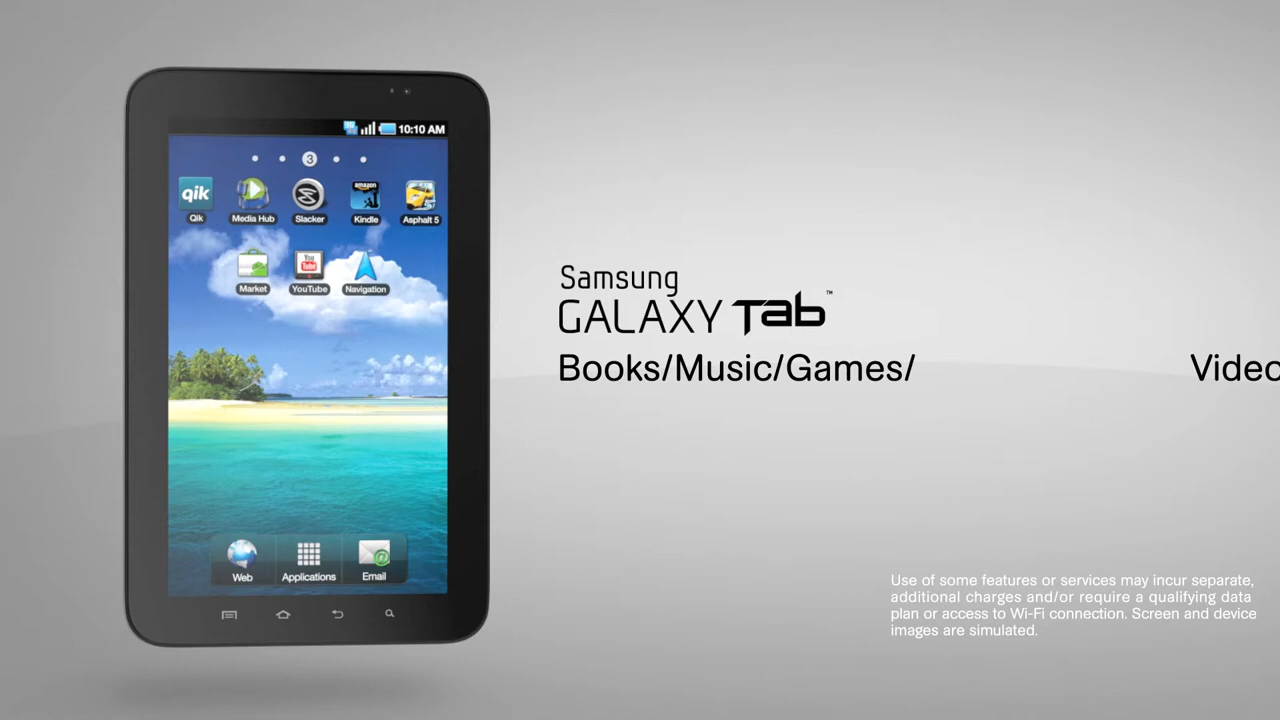 10:10 AM
3
qik
amazon
Qik
Media Hub
Slacker
Kindle
Asphalt 5
You
Tube
Market
YouTube
Navigation
Web
Applications
Email
Samsung
GALAXY Tab™
Books/Music/Games/
Video
Use of some features or services may incur separate,
additional charges and/or require a qualifying data
plan or access to Wi-Fi connection. Screen and device
images are simulated.